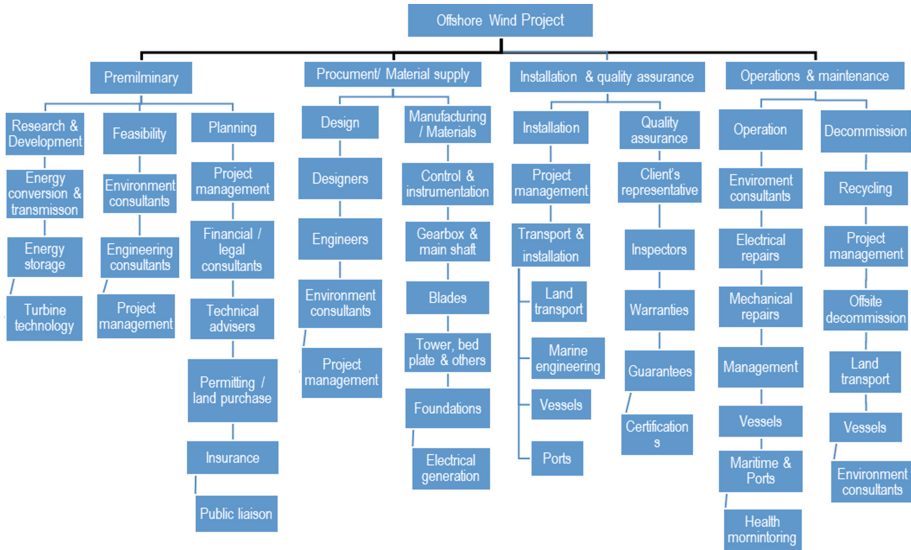 Offshore Wind Project
Premilminary
Procument/ Material supply
Installation & quality assurance
Operations & maintenance
Research &
Development
Energy
conversion &
transmisson
Energy
storage
Turbine
technology
Feasibility
Environment
consultants
Engineering
consultants
Project
management
Planning
Project
management
Financial /
legal
consultants
Technical
advisers
Permitting /
land purchase
Insurance
Public liaison
Design
Designers
Engineers
Environment
consultants
Project
management
Manufacturing
/ Materials
Control &
instrumentation
Gearbox &
main shaft
Blades
Tower, bed
plate & others
Foundations
Electrical
generation
Installation
Project
management
Transport &
installation
Land
transport
Marine
engineering
Vessels
Ports
Quality
assurance
Client's
representative
Inspectors
Warranties
Guarantees
Certification
s
Operation
Enviroment
consultants
Electrical
repairs
Mechanical
repairs
Management
Vessels
Maritime &
Ports
Health
mornintoring
Decommission
Recycling
Project
management
Offsite
decommission
Land
transport
Vessels
Environment
consultants